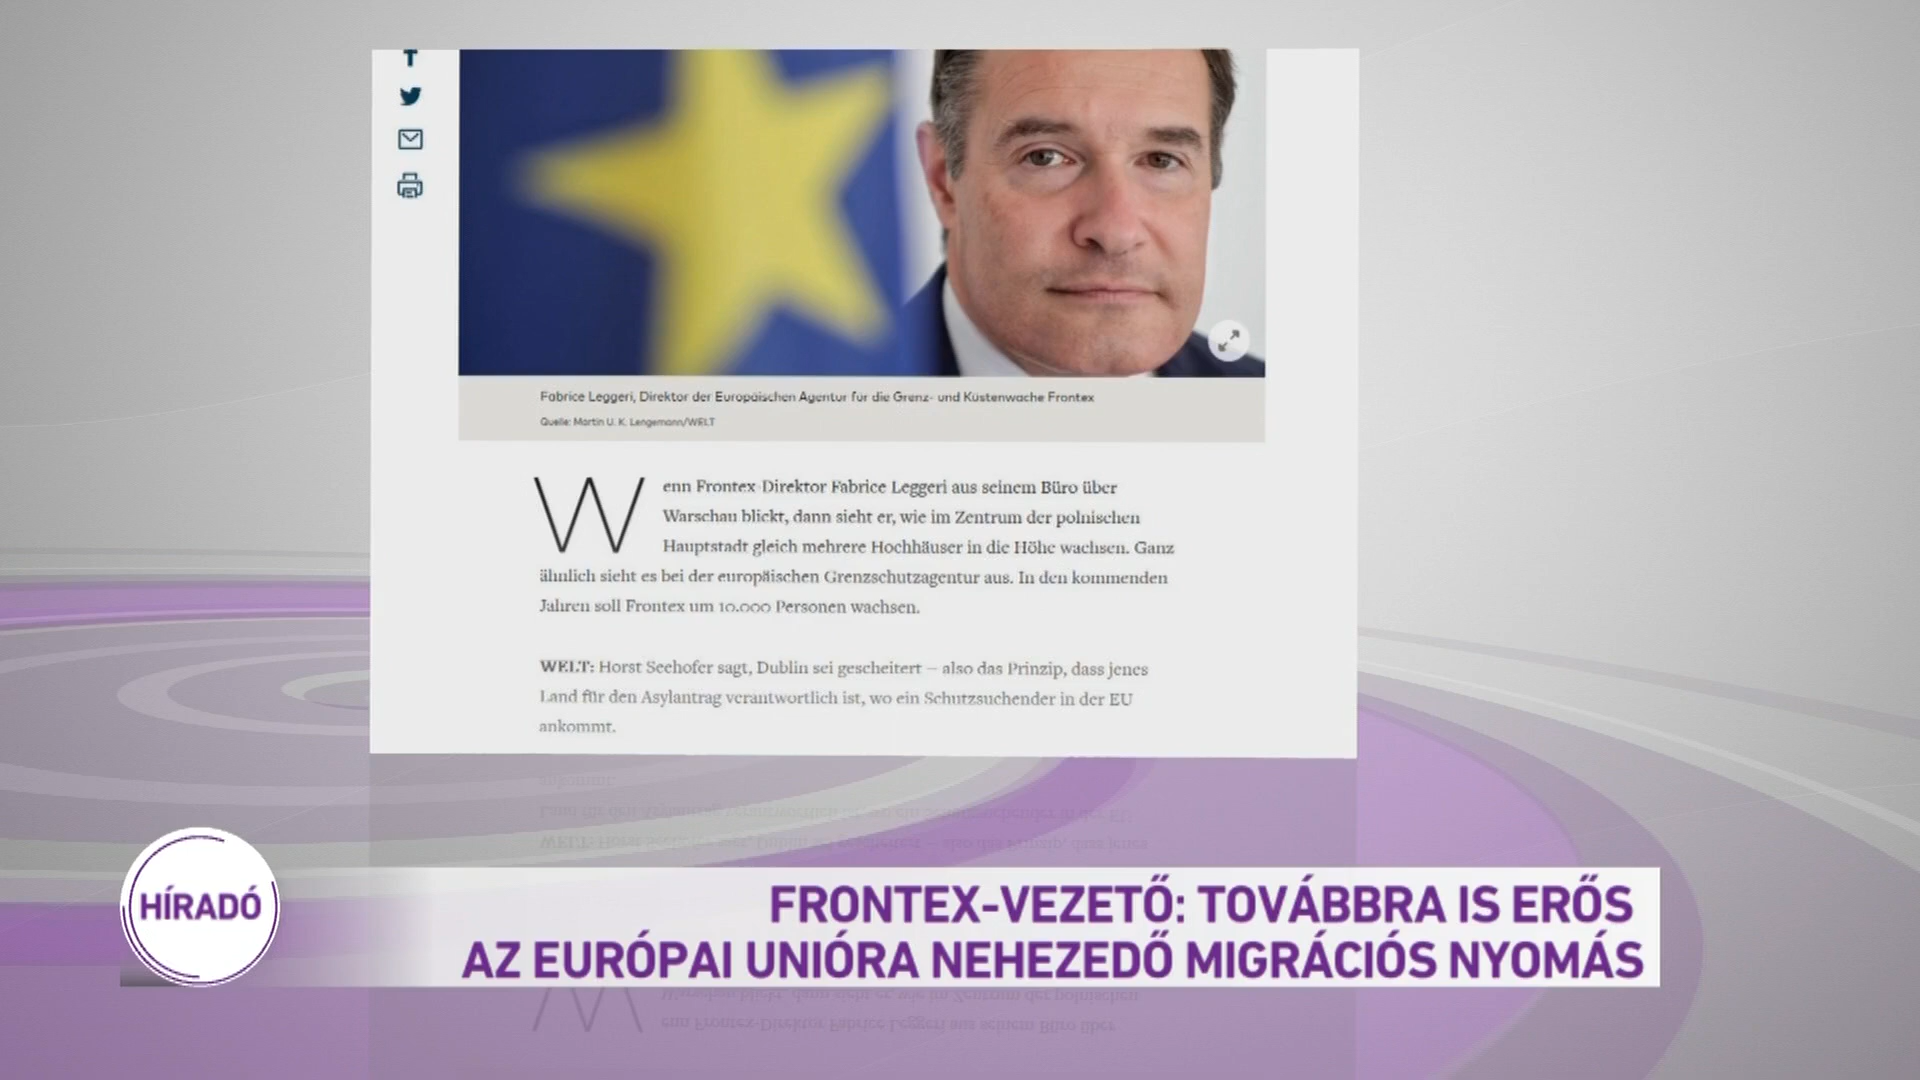 Fabrice Leggeri, Direktor der Europäischen Agentur für die Grenz- und Küstenwache Frontex
Quelle: Martin U. K. Lengemann/WELT
Wenn Frontex-Direktor Fabrice Leggeri aus seinem Büro über
Warschau blickt, dann sieht er, wie im Zentrum der polnischen
Hauptstadt gleich mehrere Hochhäuser in die Höhe wachsen. Ganz
ähnlich sieht es bei der europäischen Grenzschutzagentur aus. In den kommenden
Jahren soll Frontex um 10.000 Personen wachsen.
WELT: Horst Seehofer sagt, Dublin sei gescheitert – also das Prinzip, dass jenes
Land für den Asylantrag verantwortlich ist, wo ein Schutzsuchender in der EU
ankommt.
HÍRADÓ
FRONTEX-VEZETŐ: TOVÁBBRA IS ERŐS
AZ EURÓPAI UNIÓRA NEHEZEDŐ MIGRÁCIÓS NYOMÁS